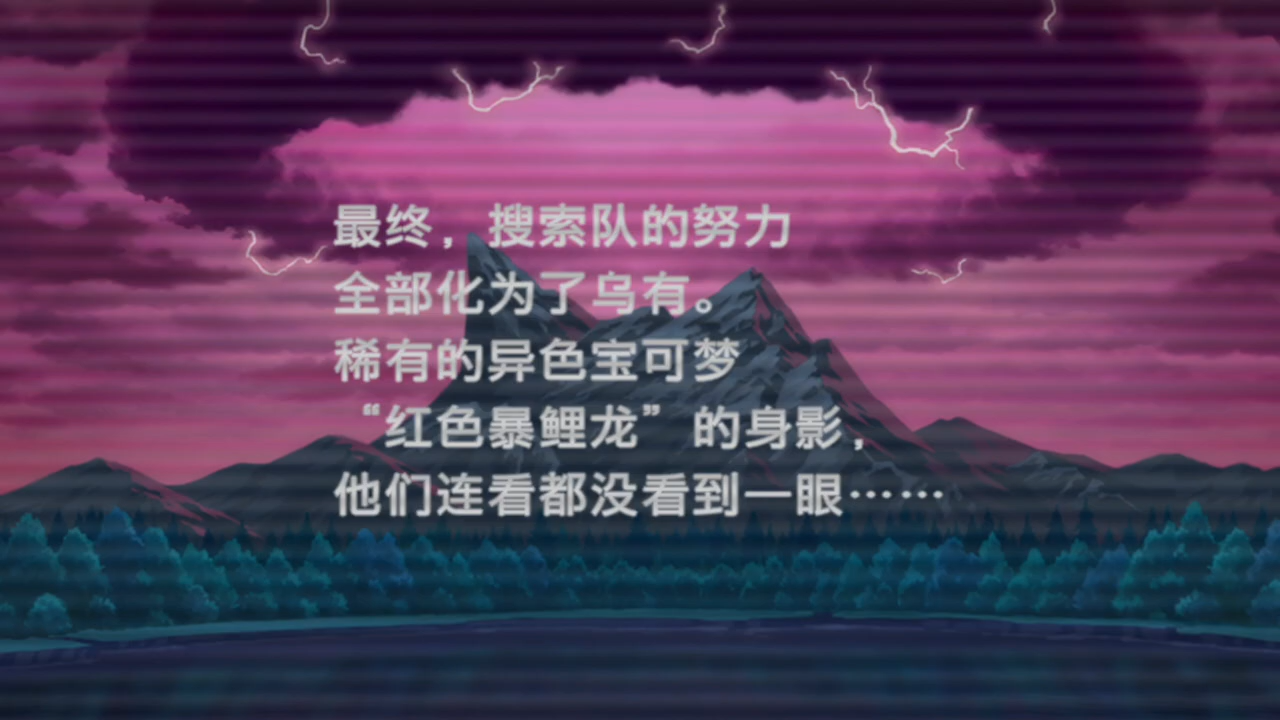 最终，搜索队的努力
全部化为了乌有。
稀有的异色宝可梦
“红色暴鲤龙”的身影，
他们连看都没看到一眼……